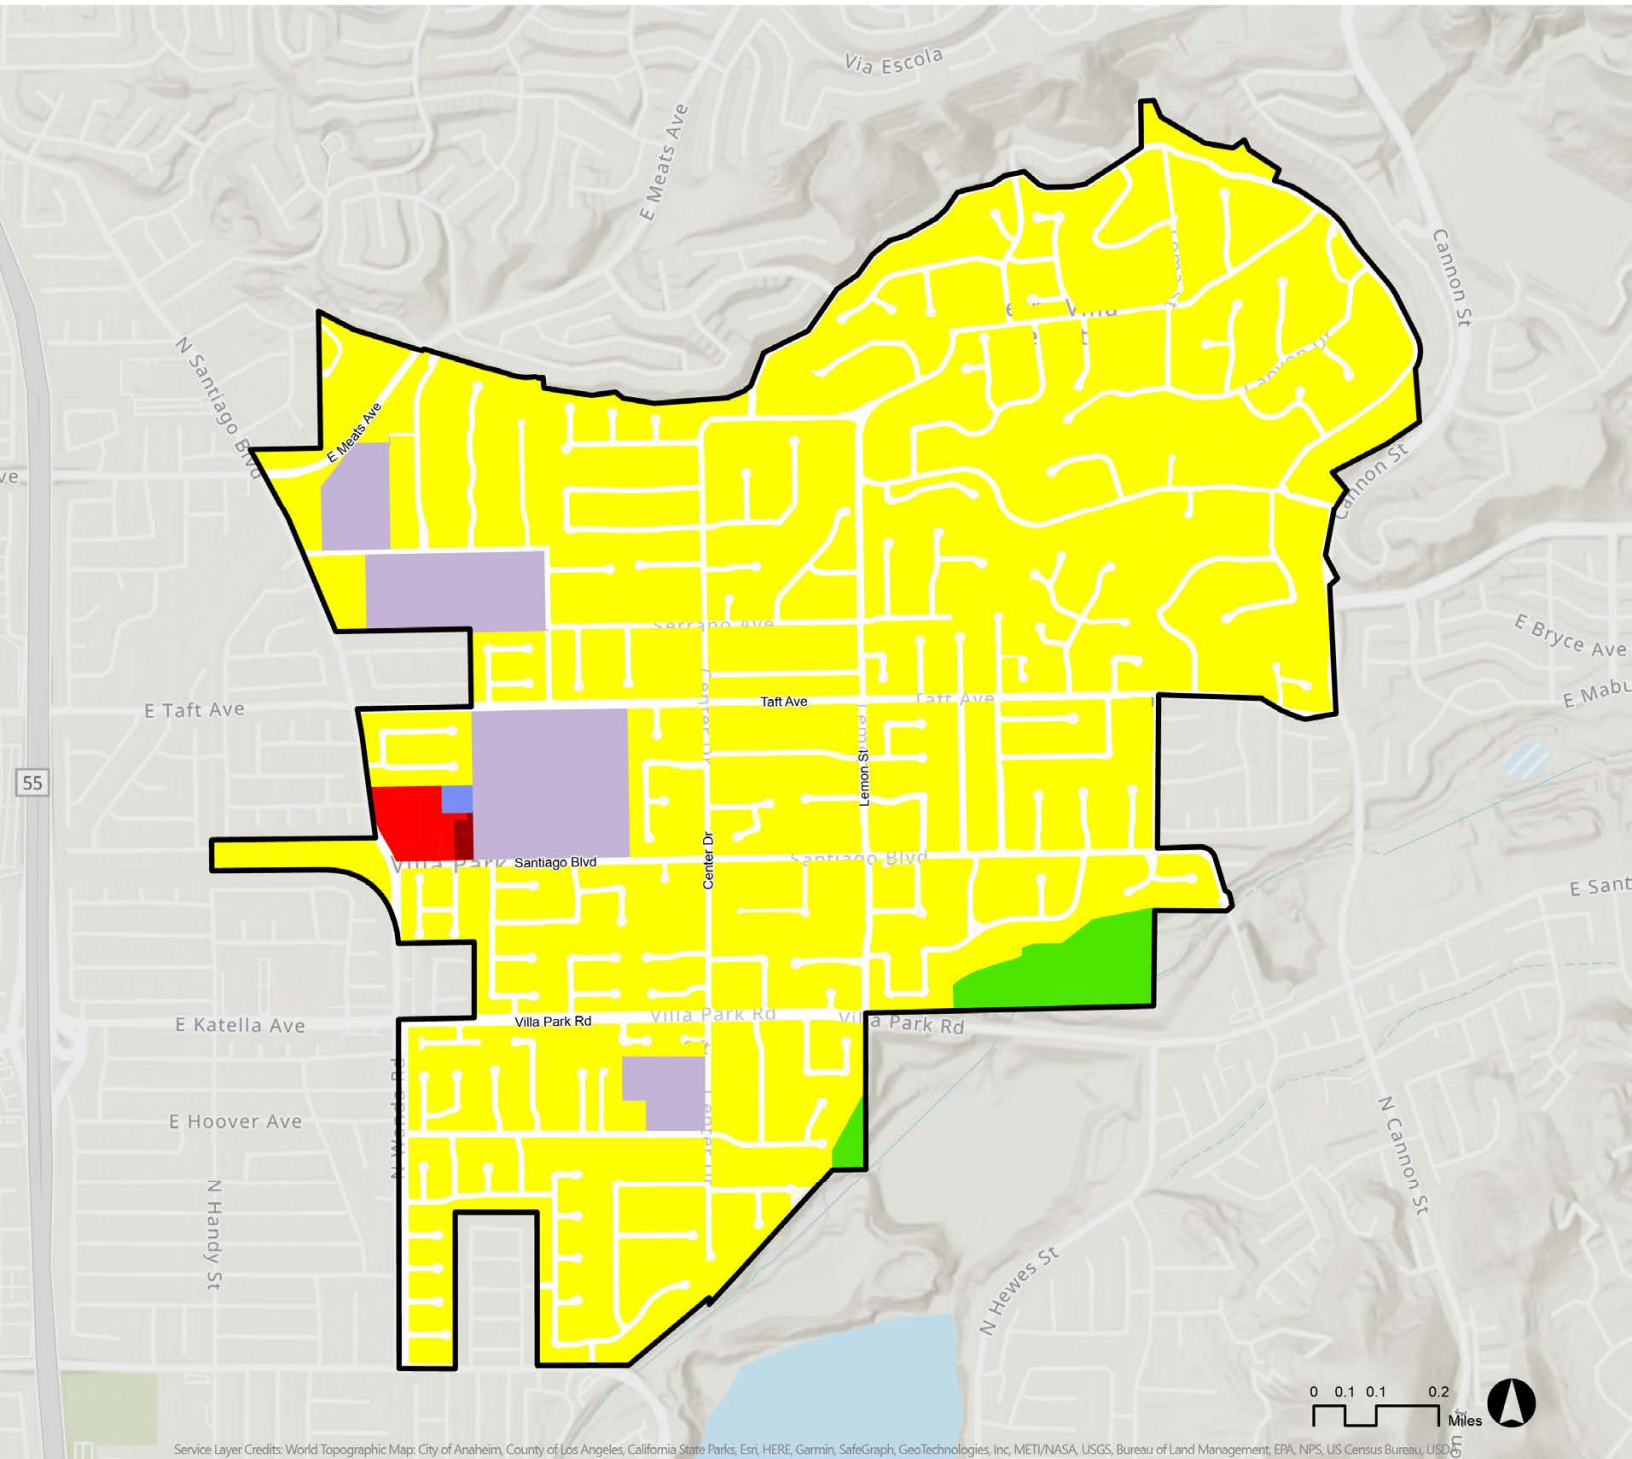 Via Escola
E Meats Ave
Cannon St
N Santiago Blvd
E Meats Ave
Cannon St
Serrano Ave
E Bryce Ave
E Taft Ave
Taft Ave
Taft Ave
Center Dr
Lemon St
55
Villa Park
Santiago Blvd
Santiago Blvd
Center Dr
E Sant
E Katella Ave
Villa Park Rd
Villa Park Rd
Villa Park Rd
E Hoover Ave
N Cannon St
N Handy St
N Hewes St
0 0.1 0.1 0.2
Miles
Service Layer Credits: World Topographic Map: City of Anaheim, County of Los Angeles, California State Parks, Esri, HERE, Garmin, SafeGraph, GeoTechnologies, Inc, METI/NASA, USGS, Bureau of Land Management, EPA, NPS, US Census Bureau, USDA